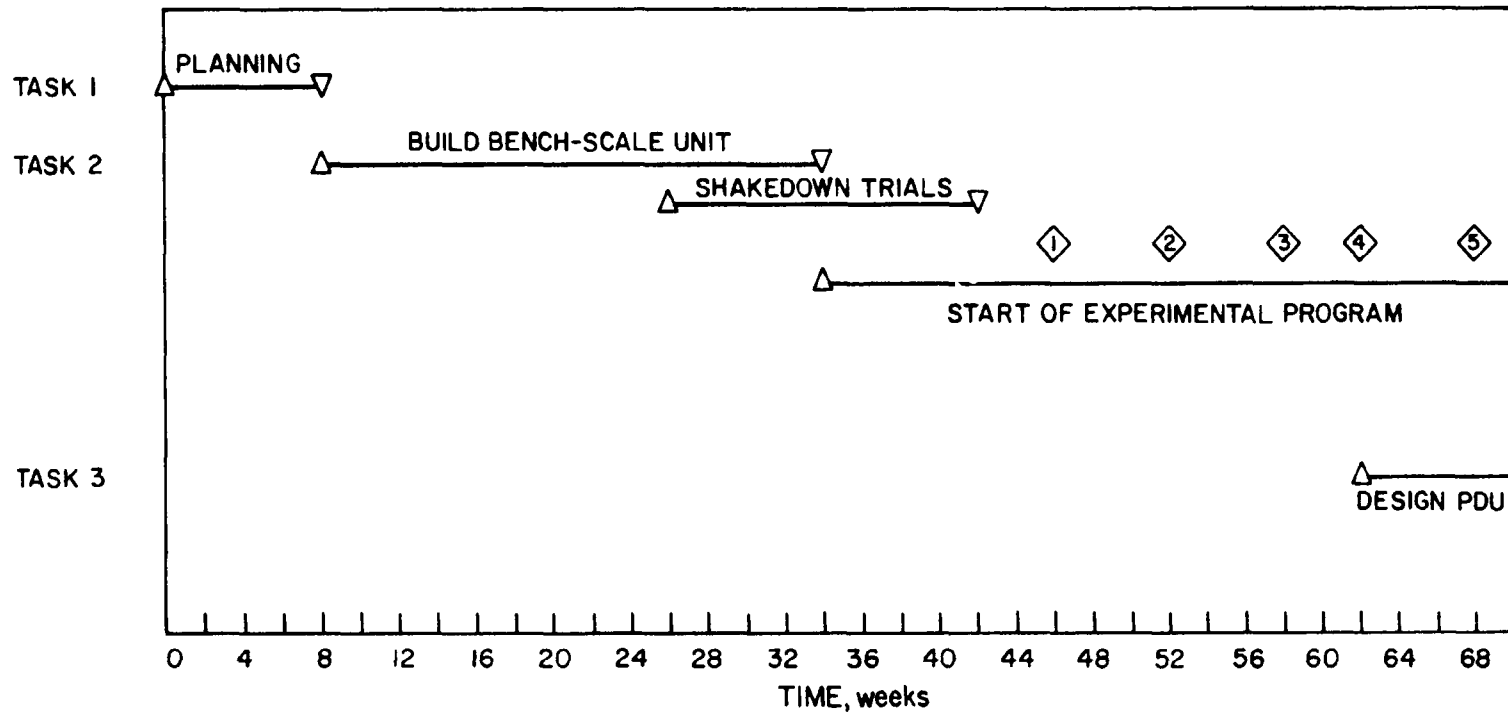 PLANNING
TASK 1
BUILD BENCH-SCALE UNIT
TASK 2
SHAKEDOWN TRIALS
1 2 3 4 5
START OF EXPERIMENTAL PROGRAM
TASK 3
DESIGN PDU
0 4 8 12 16 20 24 28 32 36 40 44 48 52 56 60 64 68
TIME, weeks